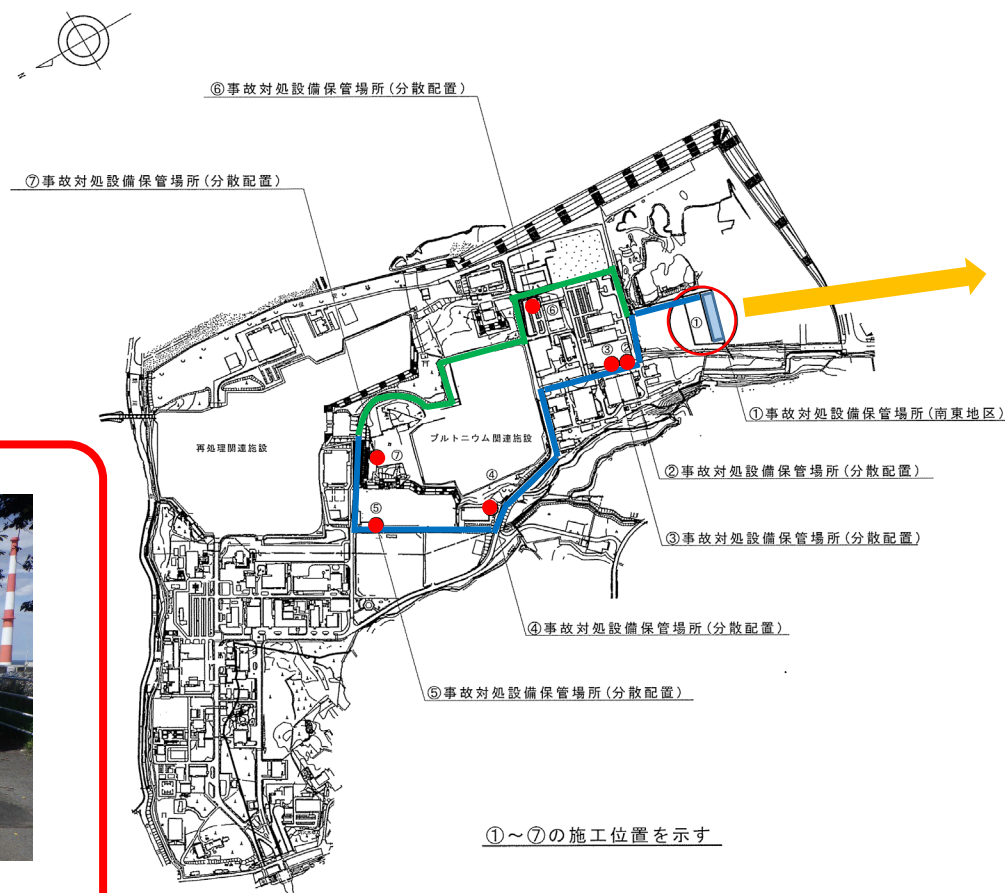 N
⑥事故対処設備保管場所(分散配置)
⑦事故対処設備保管場所(分散配置)
⑥
①
③
②
①事故対処設備保管場所(南東地区)
プルトニウム関連施設
再処理関連施設
⑦
②事故対処設備保管場所(分散配置)
④
⑤
③事故対処設備保管場所(分散配置)
④事故対処設備保管場所(分散配置)
⑤事故対処設備保管場所(分散配置)
①~⑦の施工位置を示す